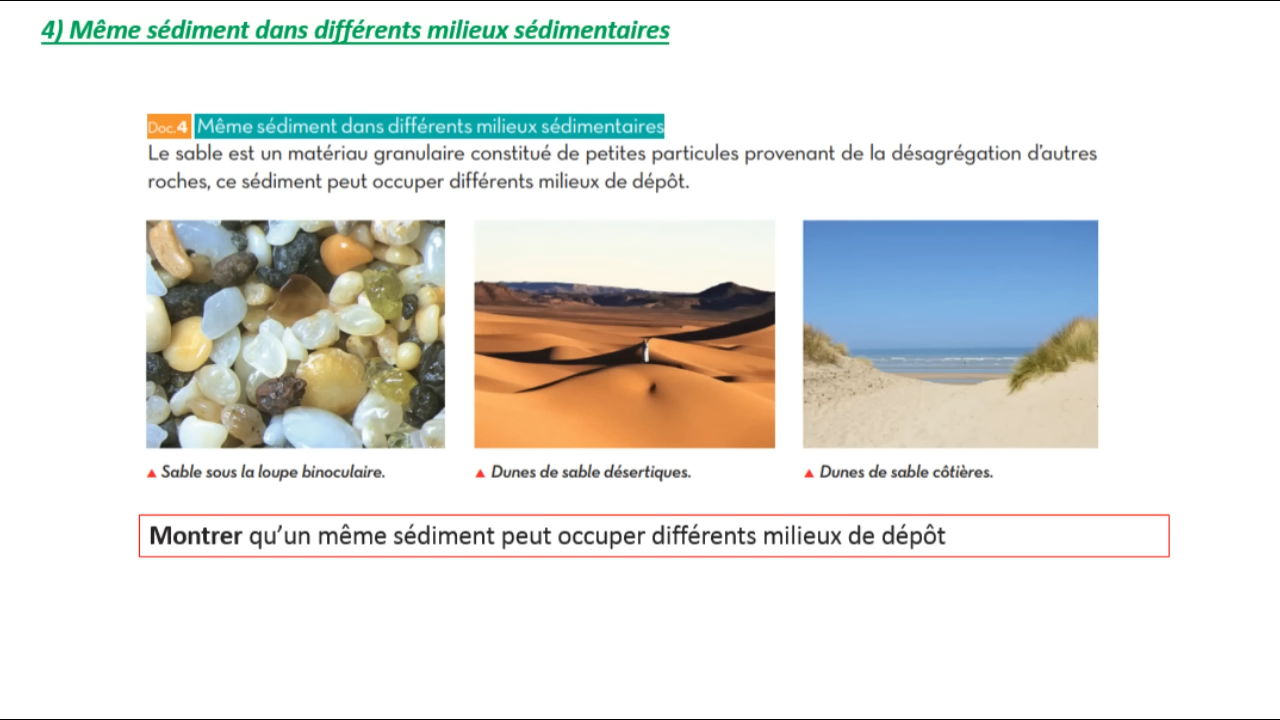 4) Même sédiment dans différents milieux sédimentaires
Doc.4 Même sédiment dans différents milieux sédimentaires
Le sable est un matériau granulaire constitué de petites particules provenant de la désagrégation d'autres
roches, ce sédiment peut occuper différents milieux de dépôt.
▲ Sable sous la loupe binoculaire.
▲ Dunes de sable désertiques.
▲ Dunes de sable côtières.
Montrer qu'un même sédiment peut occuper différents milieux de dépôt